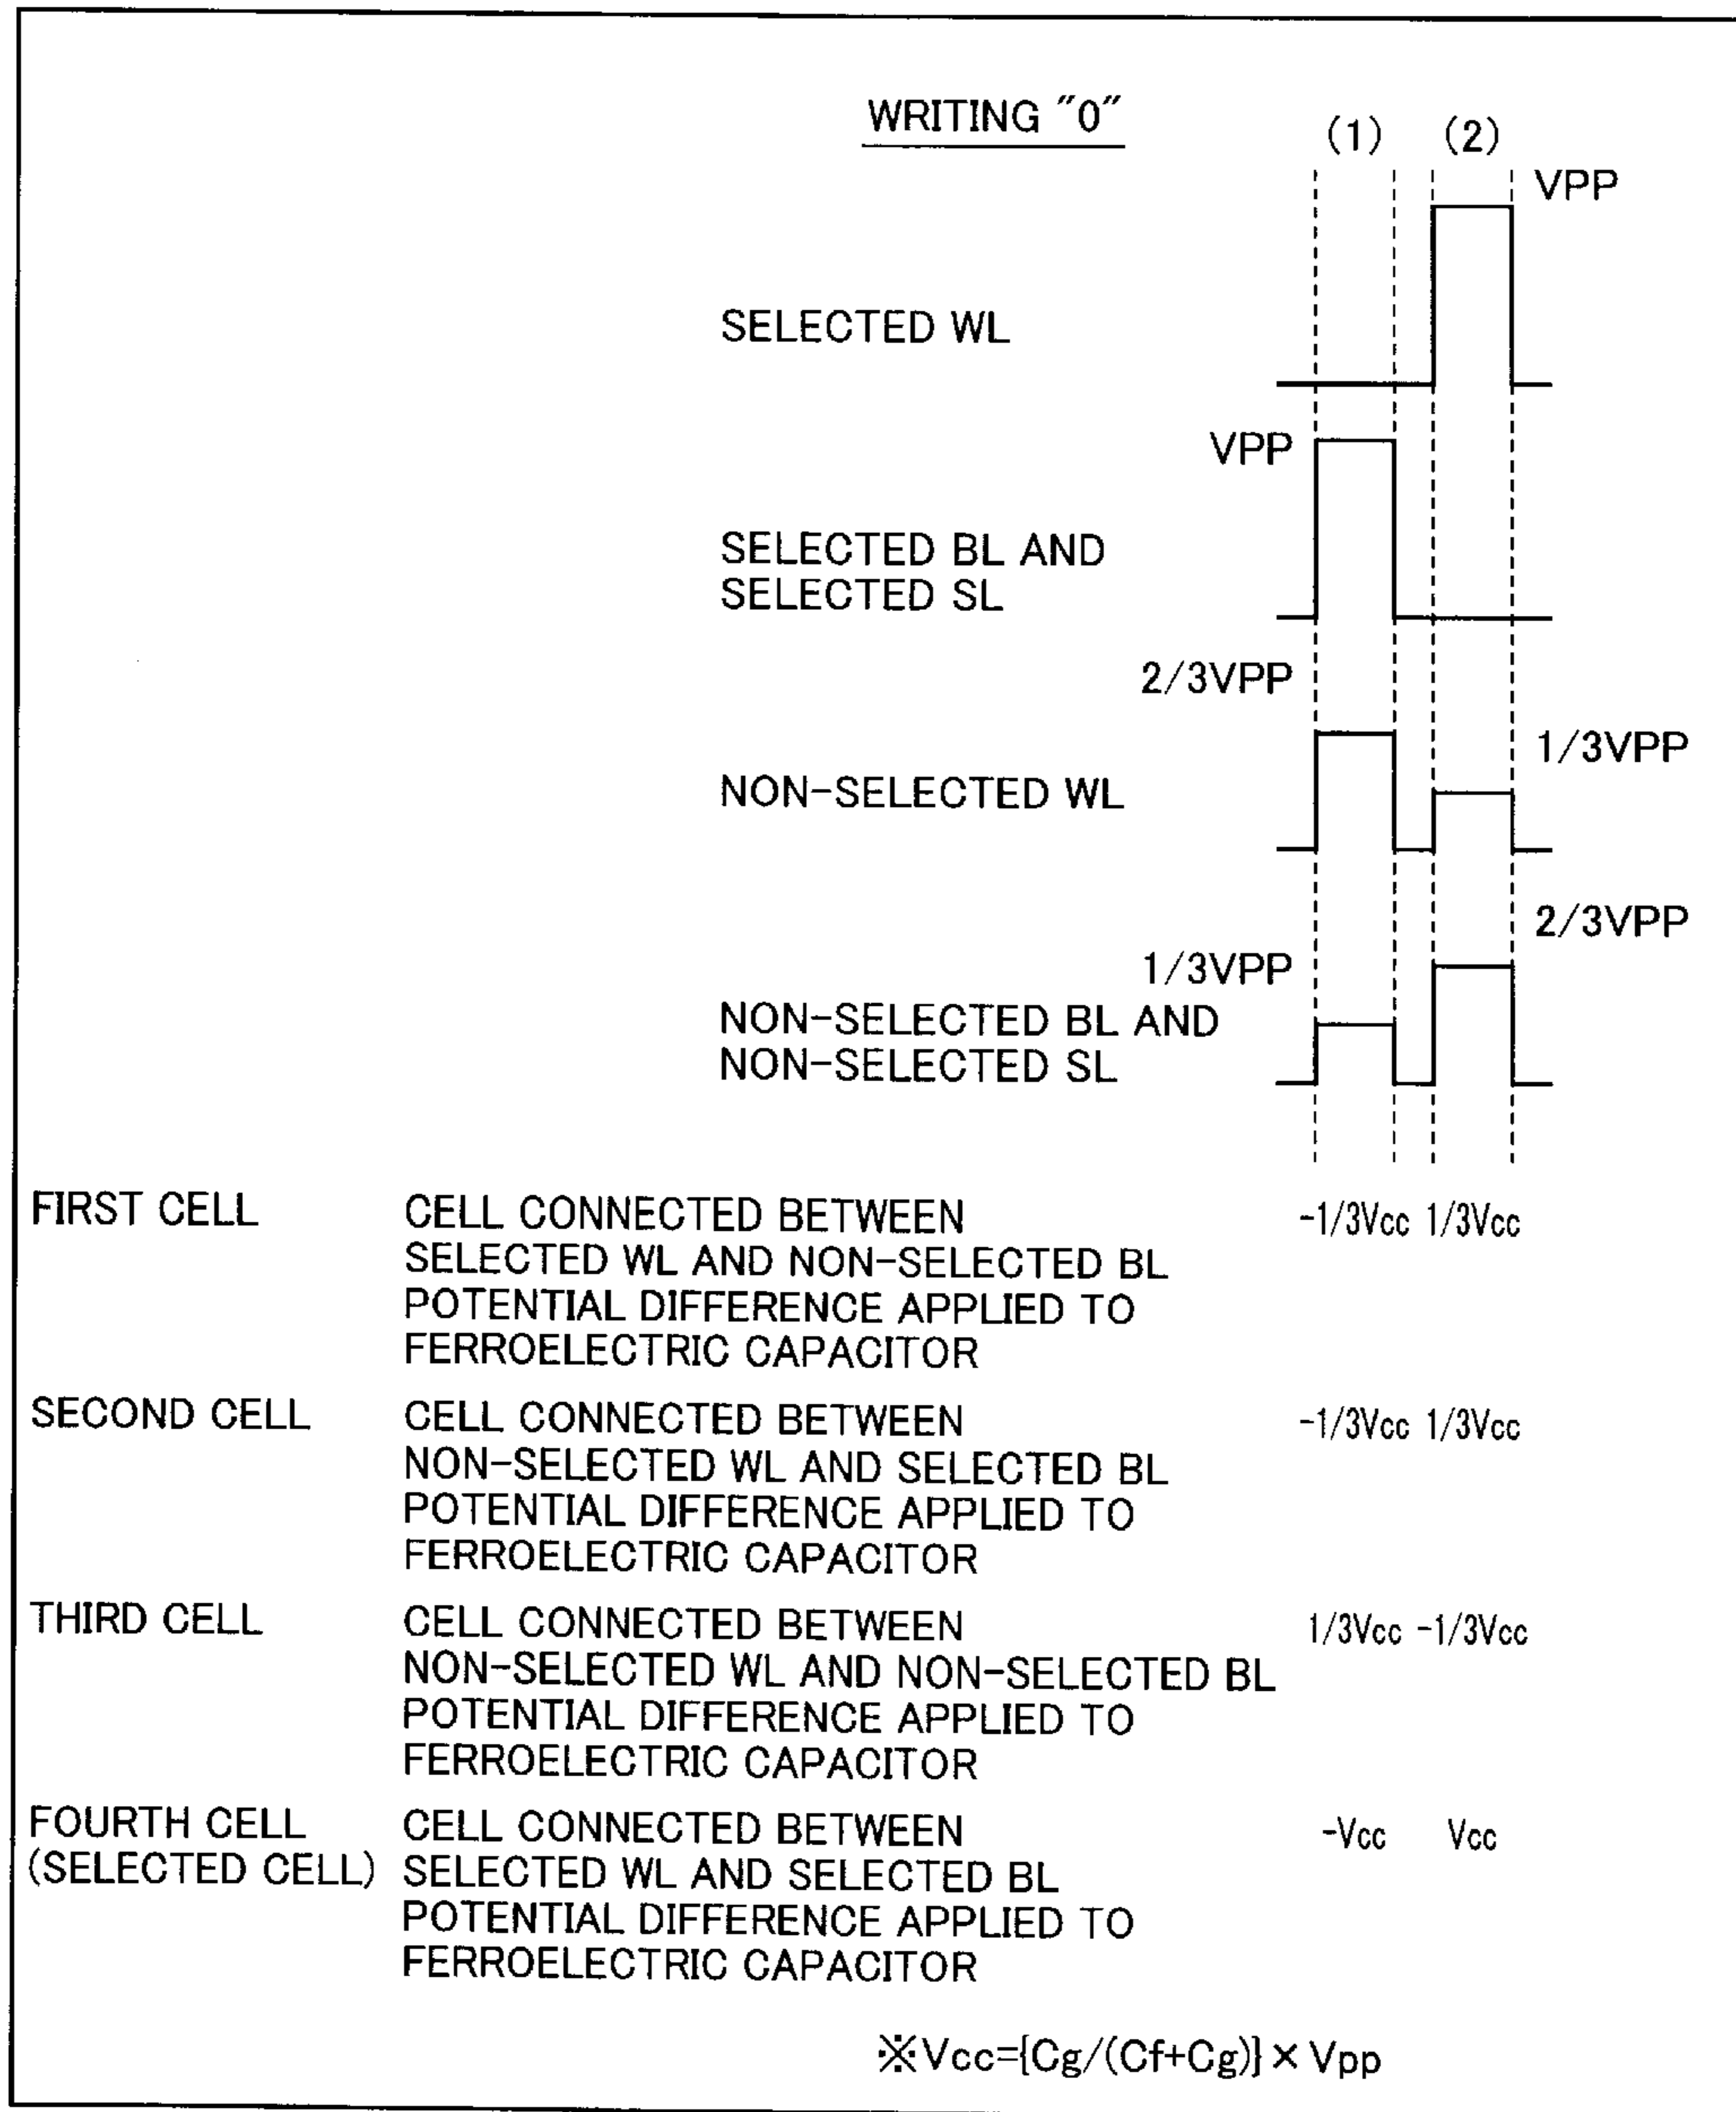 WRITING "0"
(1) (2)
VPP
SELECTED WL
VPP
SELECTED BL AND
SELECTED SL
2/3VPP
1/3VPP
NON-SELECTED WL
2/3VPP
1/3VPP
NON-SELECTED BL AND
NON-SELECTED SL
FIRST CELL CELL CONNECTED BETWEEN -1/3Vcc 1/3Vcc
SELECTED WL AND NON-SELECTED BL
POTENTIAL DIFFERENCE APPLIED TO
FERROELECTRIC CAPACITOR
SECOND CELL CELL CONNECTED BETWEEN -1/3Vcc 1/3Vcc
NON-SELECTED WL AND SELECTED BL
POTENTIAL DIFFERENCE APPLIED TO
FERROELECTRIC CAPACITOR
THIRD CELL CELL CONNECTED BETWEEN 1/3Vcc -1/3Vcc
NON-SELECTED WL AND NON-SELECTED BL
POTENTIAL DIFFERENCE APPLIED TO
FERROELECTRIC CAPACITOR
FOURTH CELL CELL CONNECTED BETWEEN -Vcc Vcc
(SELECTED CELL) SELECTED WL AND SELECTED BL
POTENTIAL DIFFERENCE APPLIED TO
FERROELECTRIC CAPACITOR
※Vcc={Cg/(Cf+Cg)}×Vpp